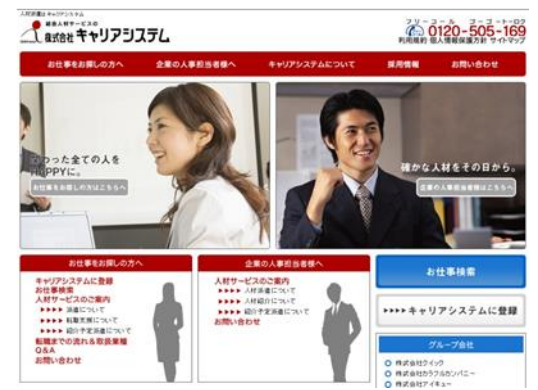 人材派遣は キャリアシステム
総合人材サービスの
株式会社 キャリアシステム
フリーコール ゴーゴートーロク
0120-505-169
利用規約 個人情報保護方針 サイトマップ
お仕事をお探しの方へ 企業の人事担当者様へ キャリアシステムについて 採用情報 お問い合わせ
関わった全ての人を
HAPPYに。
お仕事をお探しの方はこちらへ
確かな人材をその日から。
企業の人事担当者様はこちらへ
お仕事をお探しの方へ
キャリアシステムに登録
お仕事検索
人材サービスのご案内
派遣について
転職支援について
紹介予定派遣について
転職までの流れ&取扱業種
Q&A
お問い合わせ
企業の人事担当者様へ
人材サービスのご案内
人材派遣について
人材紹介について
紹介予定派遣について
お問い合わせ
お仕事検索
キャリアシステムに登録
グループ会社
株式会社クイック
株式会社カラフルカンパニー
株式会社アイキュー